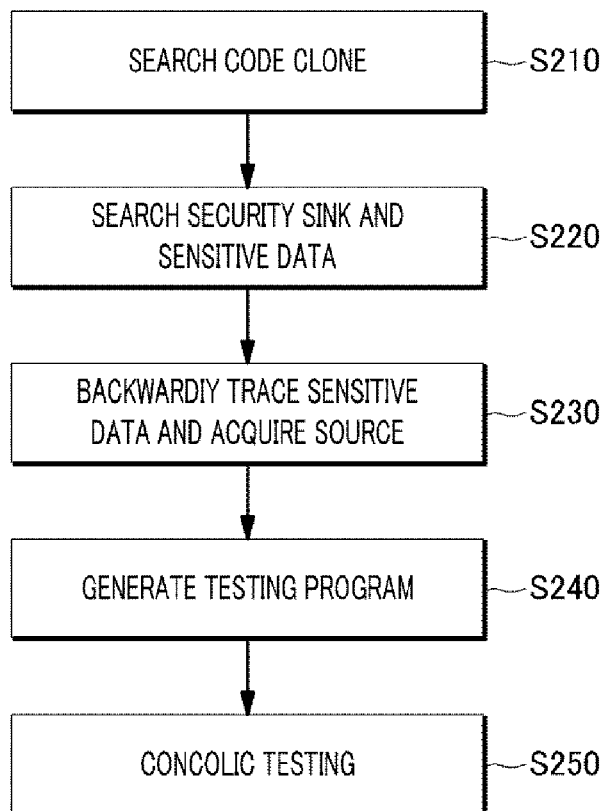 SEARCH CODE CLONE
S210
SEARCH SECURITY SINK AND
SENSITIVE DATA
S220
BACKWARDIY TRACE SENSITIVE
DATA AND ACQUIRE SOURCE
S230
GENERATE TESTING PROGRAM
S240
CONCOLIC TESTING
S250